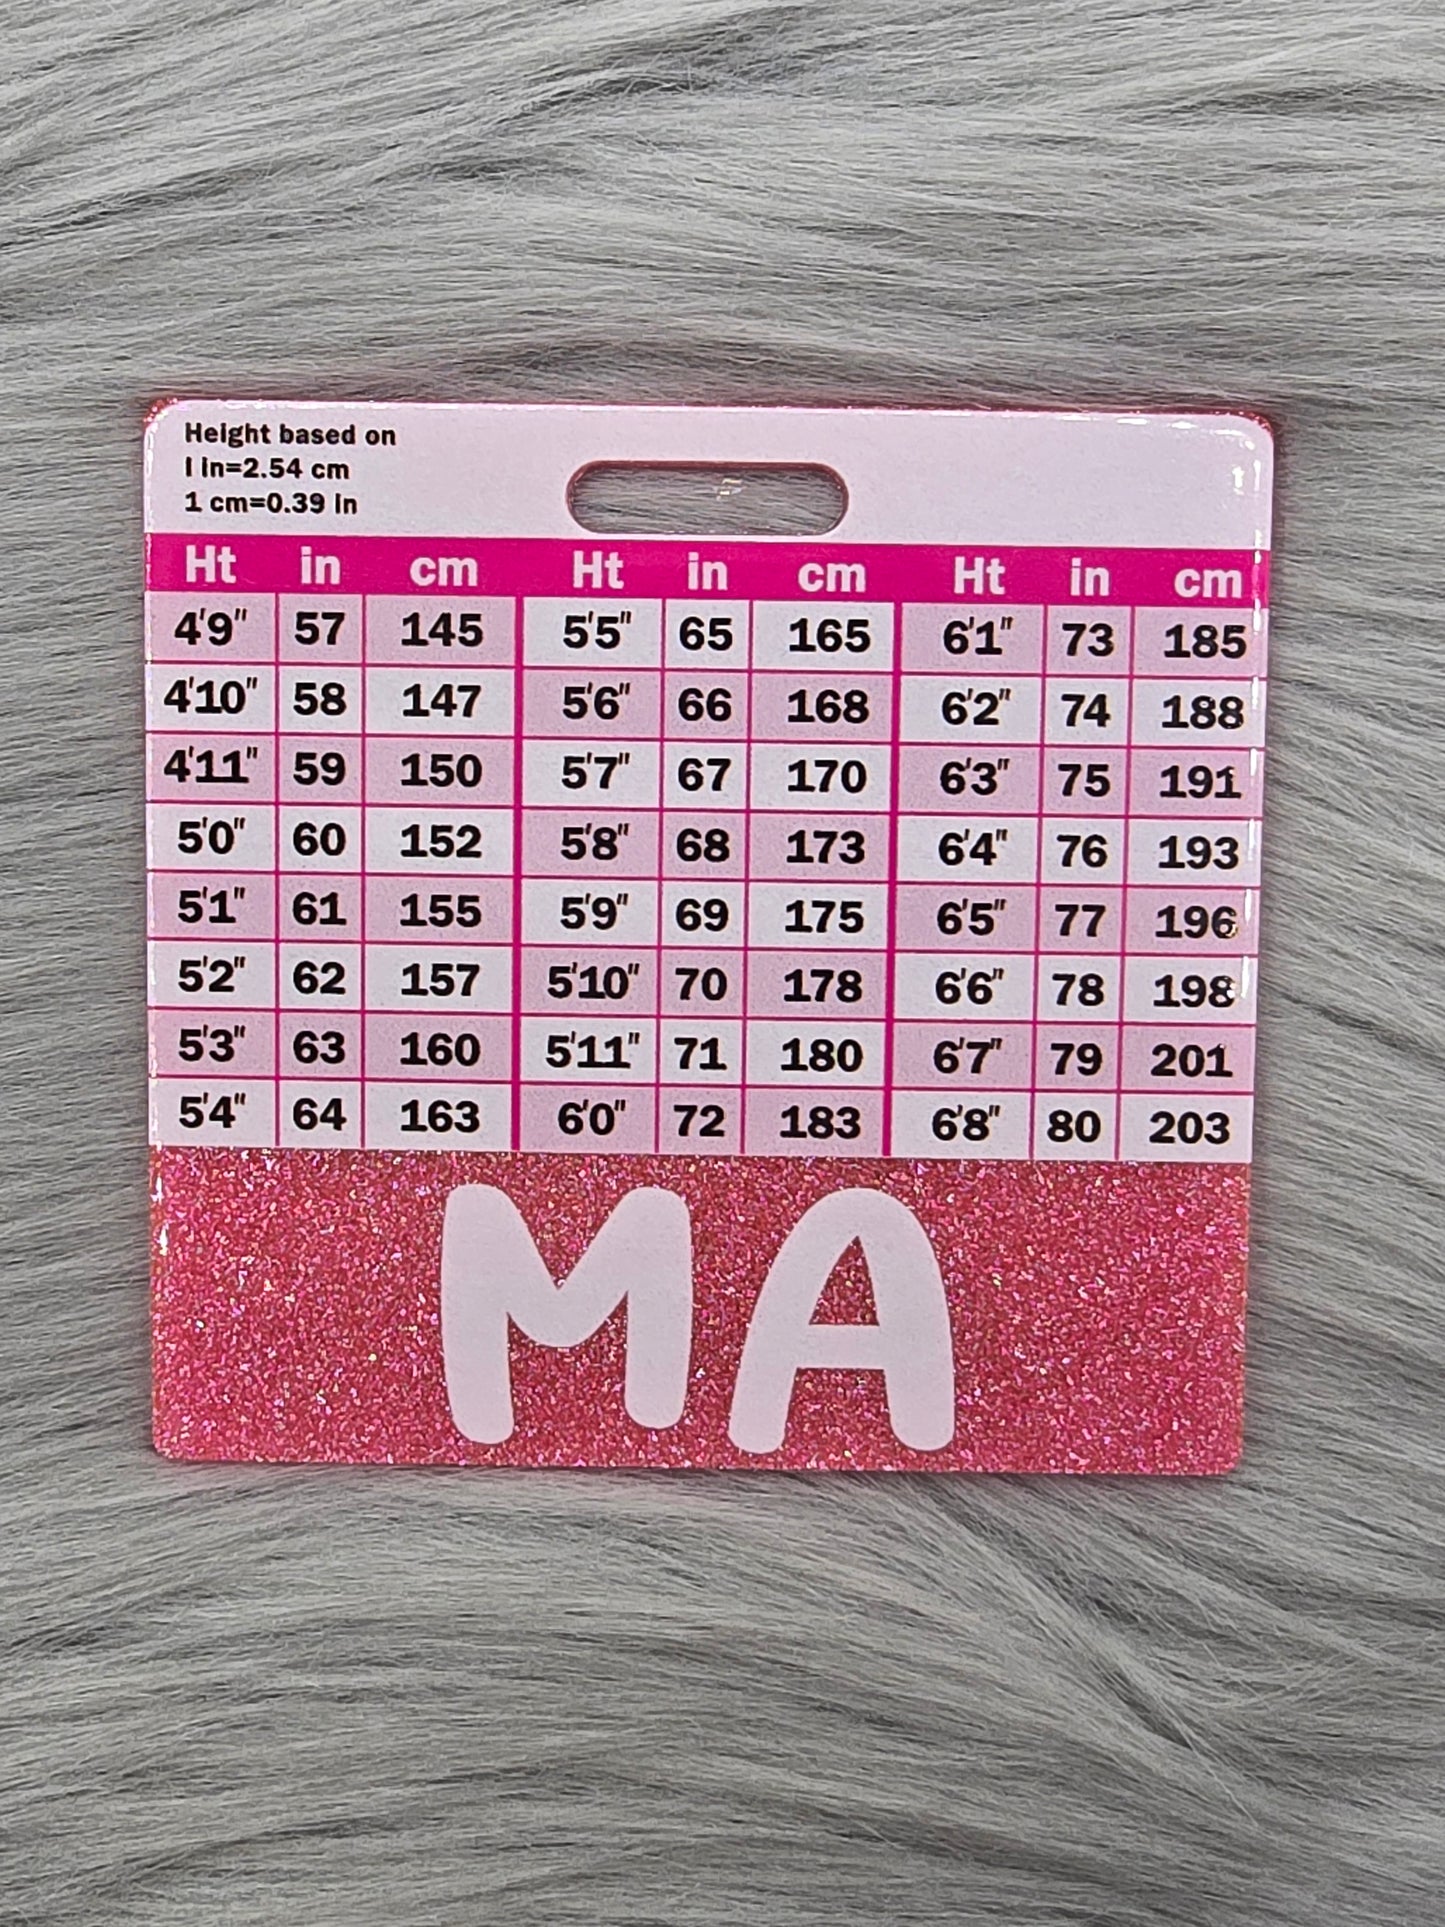 Height based on
I in=2.54 cm
1 cm=0.39 in
Ht in cm Ht in cm Ht in cm
4'9" 57 145 5'5" 65 165 6'1" 73 185
4'10" 58 147 5'6" 66 168 6'2" 74 188
4'11" 59 150 5'7" 67 170 6'3" 75 191
5'0" 60 152 5'8" 68 173 6'4" 76 193
5'1" 61 155 5'9" 69 175 6'5" 77 196
5'2" 62 157 5'10" 70 178 6'6" 78 198
5'3" 63 160 5'11" 71 180 6'7" 79 201
5'4" 64 163 6'0" 72 183 6'8" 80 203
MA